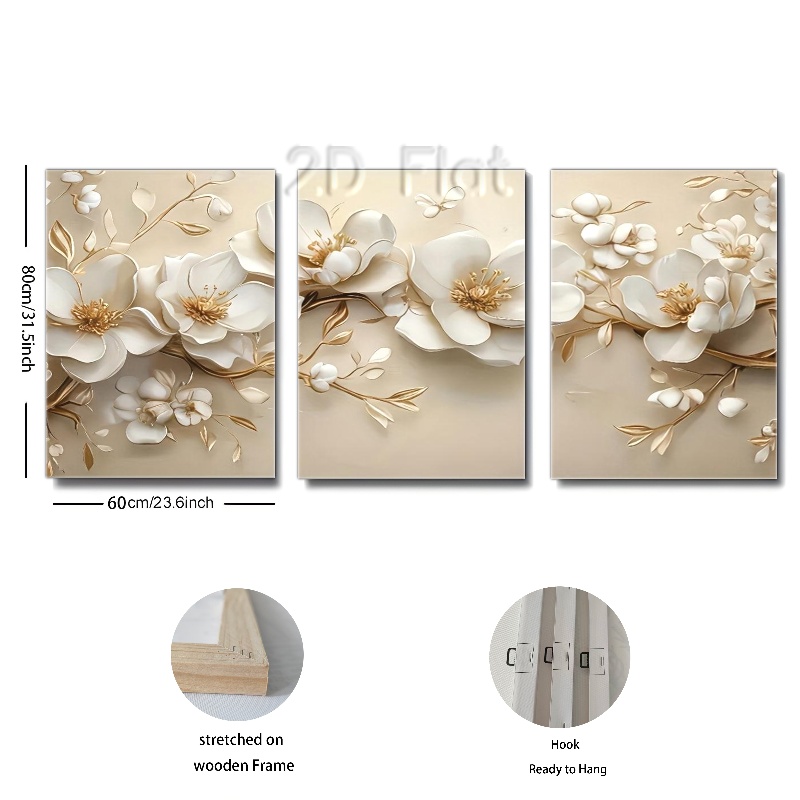 2D Flat
80cm/31.5inch
60cm/23.6inch
stretched on
wooden Frame
Hook
Ready to Hang